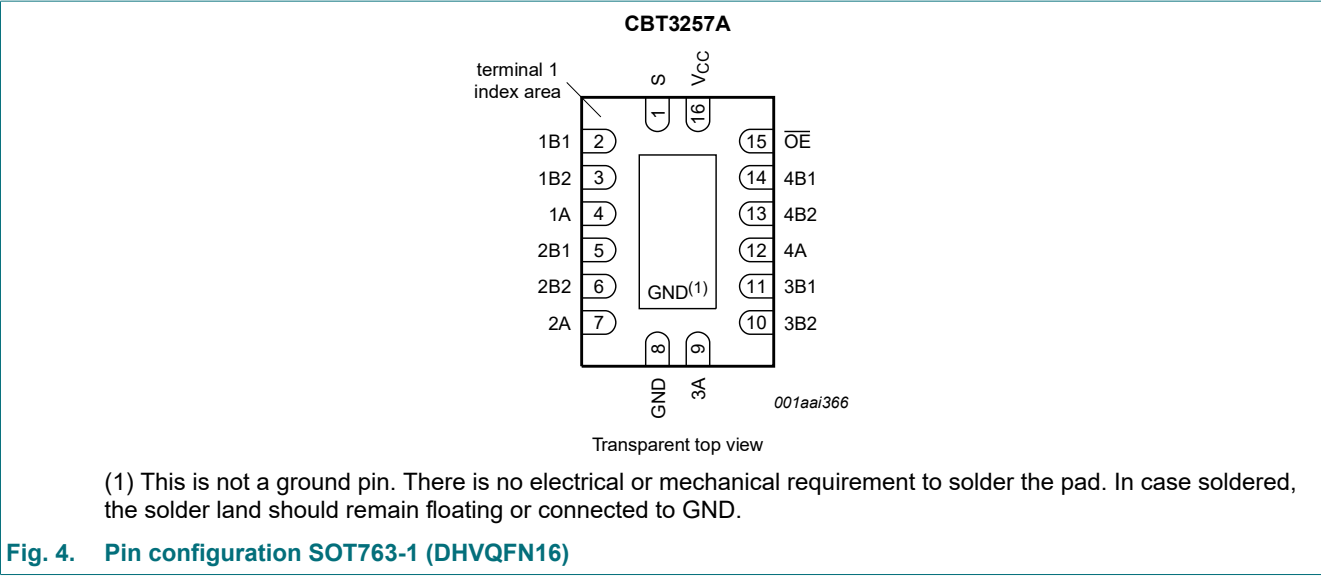 CBT3257A
terminal 1
index area
S
VCC
1
16
1B1 2
15 OE
1B2 3
14 4B1
1A 4
13 4B2
2B1 5
12 4A
2B2 6
11 3B1
2A 7
10 3B2
GND(1)
8
9
GND
3A
001aai366
Transparent top view
(1) This is not a ground pin. There is no electrical or mechanical requirement to solder the pad. In case soldered,
the solder land should remain floating or connected to GND.
Fig. 4. Pin configuration SOT763-1 (DHVQFN16)